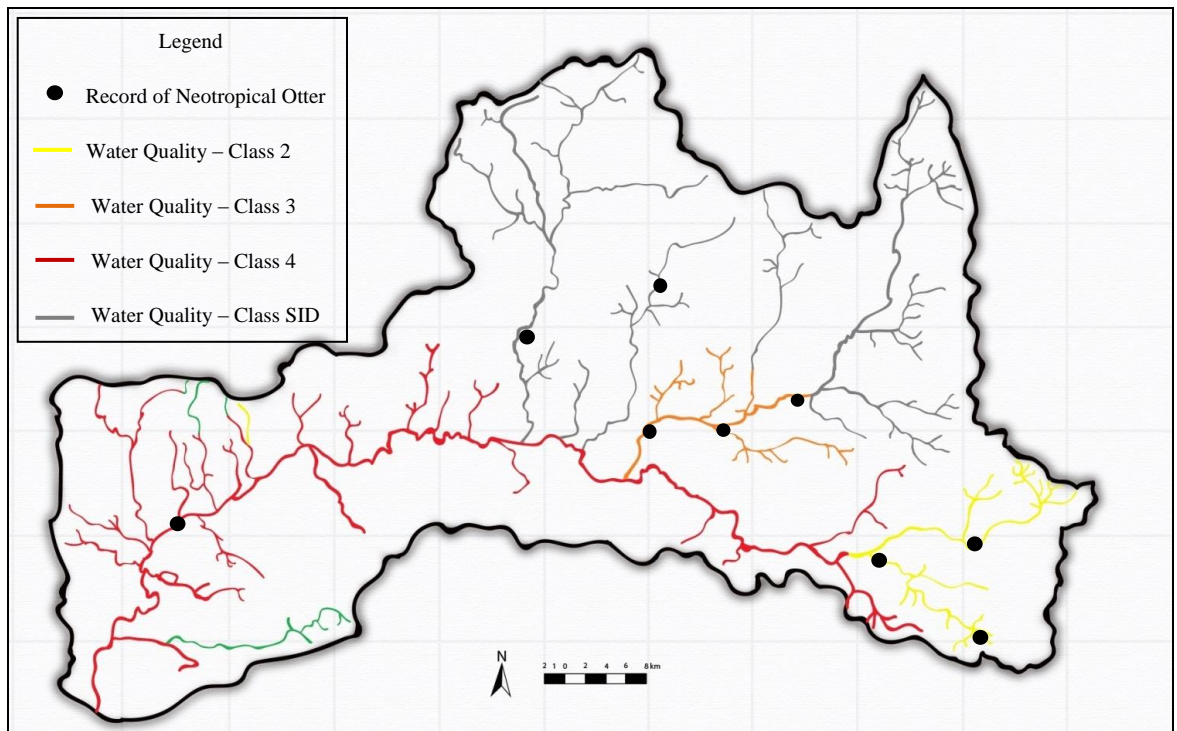 Legend
Record of Neotropical Otter
Water Quality – Class 2
Water Quality – Class 3
Water Quality – Class 4
Water Quality – Class SID
N
2 1 0 2 4 6 8 km